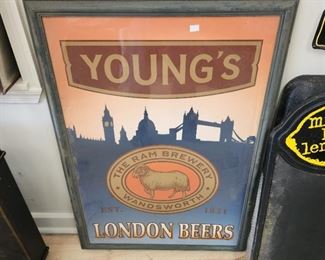 YOUNG'S
THE RAM BREWERY
WANDSWORTH
EST. 1831
LONDON BEERS